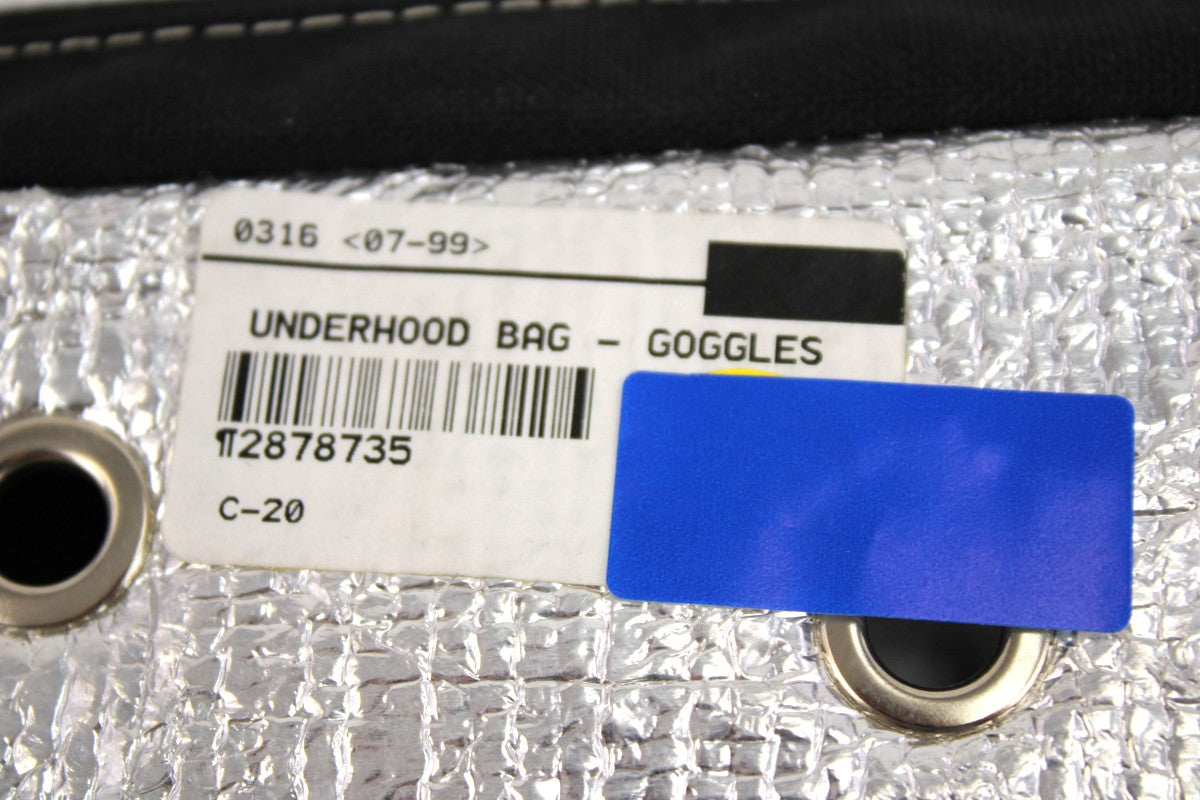 0316 <07-99>
UNDERHOOD BAG - GOGGLES
¶2878735
C-20